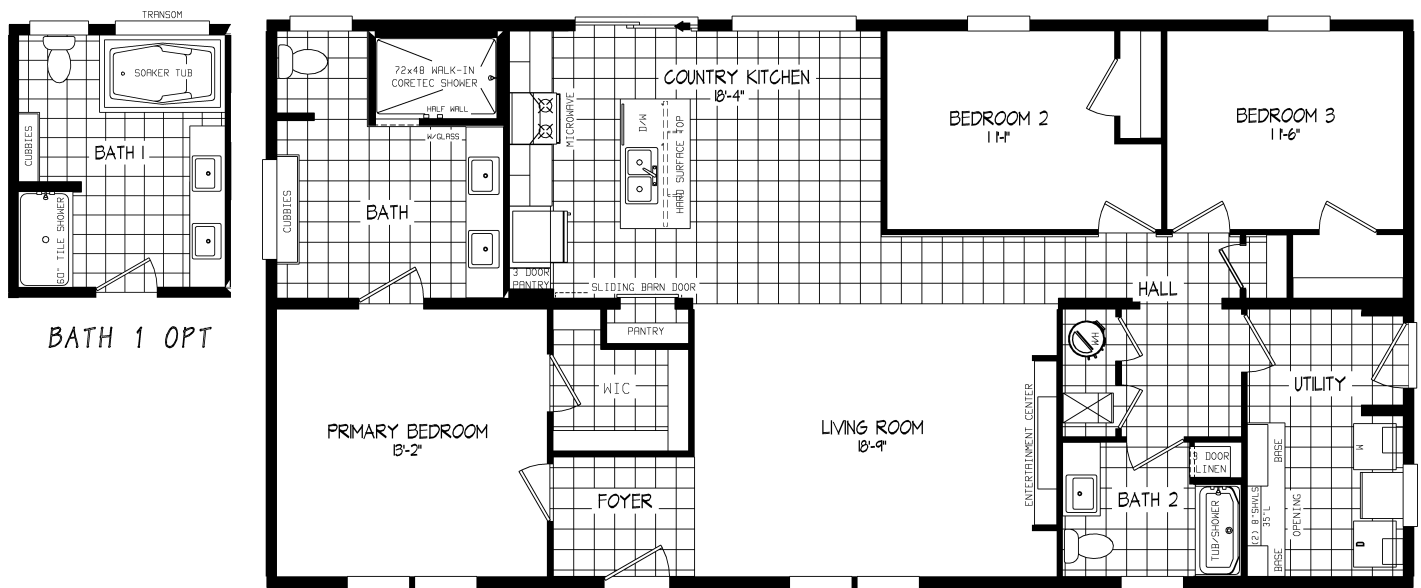 TRANSOM
SOAKER TUB
CUBBIES
BATH 1
60" TILE SHOWER
BATH 1 OPT
72x48 WALK-IN
CORETEC SHOWER
HALF WALL
W/GLASS
CUBBIES
BATH
MICROWAVE
COUNTRY KITCHEN
18'-4"
D/W
HARD SURFACE TOP
3 DOOR
PANTRY
SLIDING BARN DOOR
PANTRY
BEDROOM 2
11'-1"
BEDROOM 3
11'-6"
HALL
WH
UTILITY
WIC
PRIMARY BEDROOM
13'-2"
LIVING ROOM
18'-9"
ENTERTAINMENT CENTER
FOYER
BATH 2
DOOR
LINEN
TUB/SHOWER
BASE
(2) 8"SHVLS
35"L
OPENING
BASE
W
D